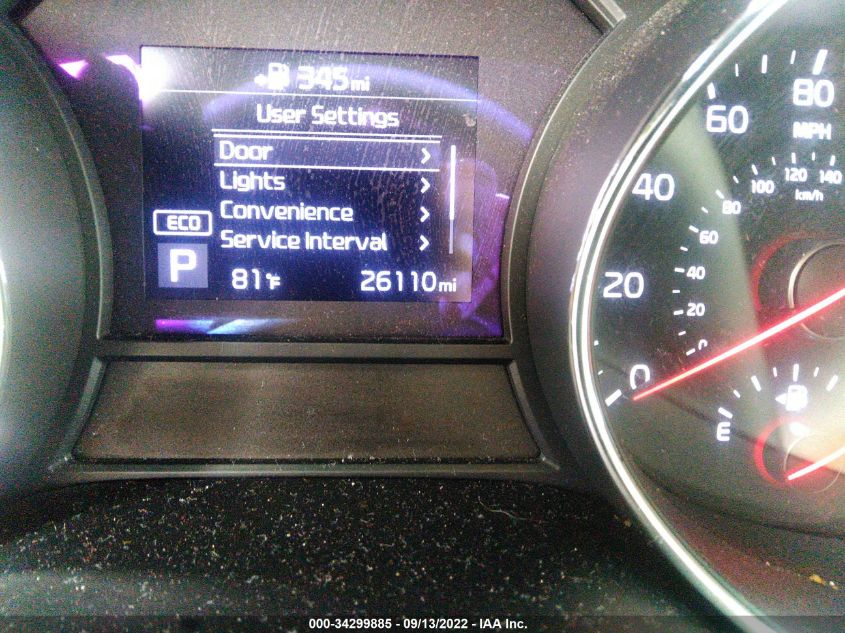 345mi
User Settings
Door >
Lights >
Convenience >
Service Interval >
ECO
P
81°F
26110mi
0
20
40
60
80
MPH
0
20
40
60
80
100
120
140
km/h
E
000-34299885 - 09/13/2022 - IAA Inc.